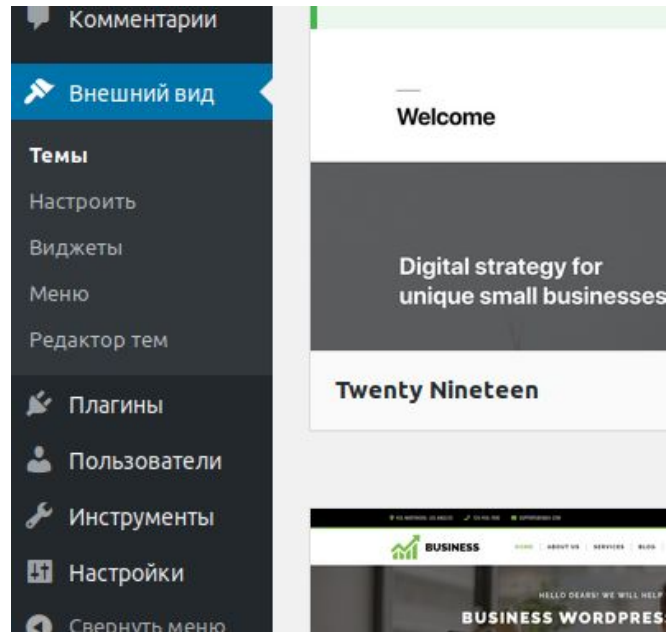 Комментарии
Внешний вид
Темы
Настроить
Виджеты
Меню
Редактор тем
Плагины
Пользователи
Инструменты
Настройки
Свернуть меню
Welcome
Digital strategy for
unique small businesses
Twenty Nineteen
BUSINESS
HOME
ABOUT US
SERVICES
BLOG
HELLO DEARS! WE WILL HELP
BUSINESS WORDPRES